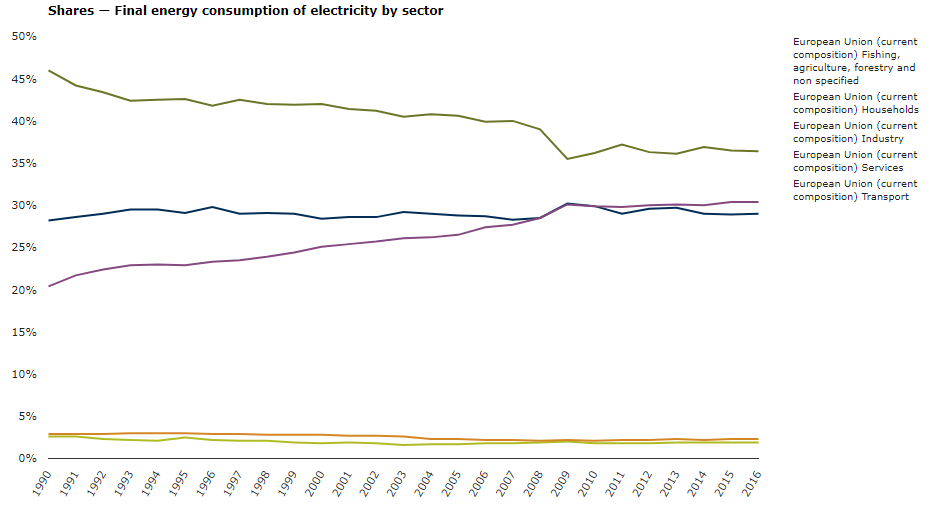 Shares — Final energy consumption of electricity by sector
50%
45%
40%
35%
30%
25%
20%
15%
10%
5%
0%
1990
1991
1992
1993
1994
1995
1996
1997
1998
1999
2000
2001
2002
2003
2004
2005
2006
2007
2008
2009
2010
2011
2012
2013
2014
2015
2016
European Union (current
composition) Fishing,
agriculture, forestry and
non specified
European Union (current
composition) Households
European Union (current
composition) Industry
European Union (current
composition) Services
European Union (current
composition) Transport